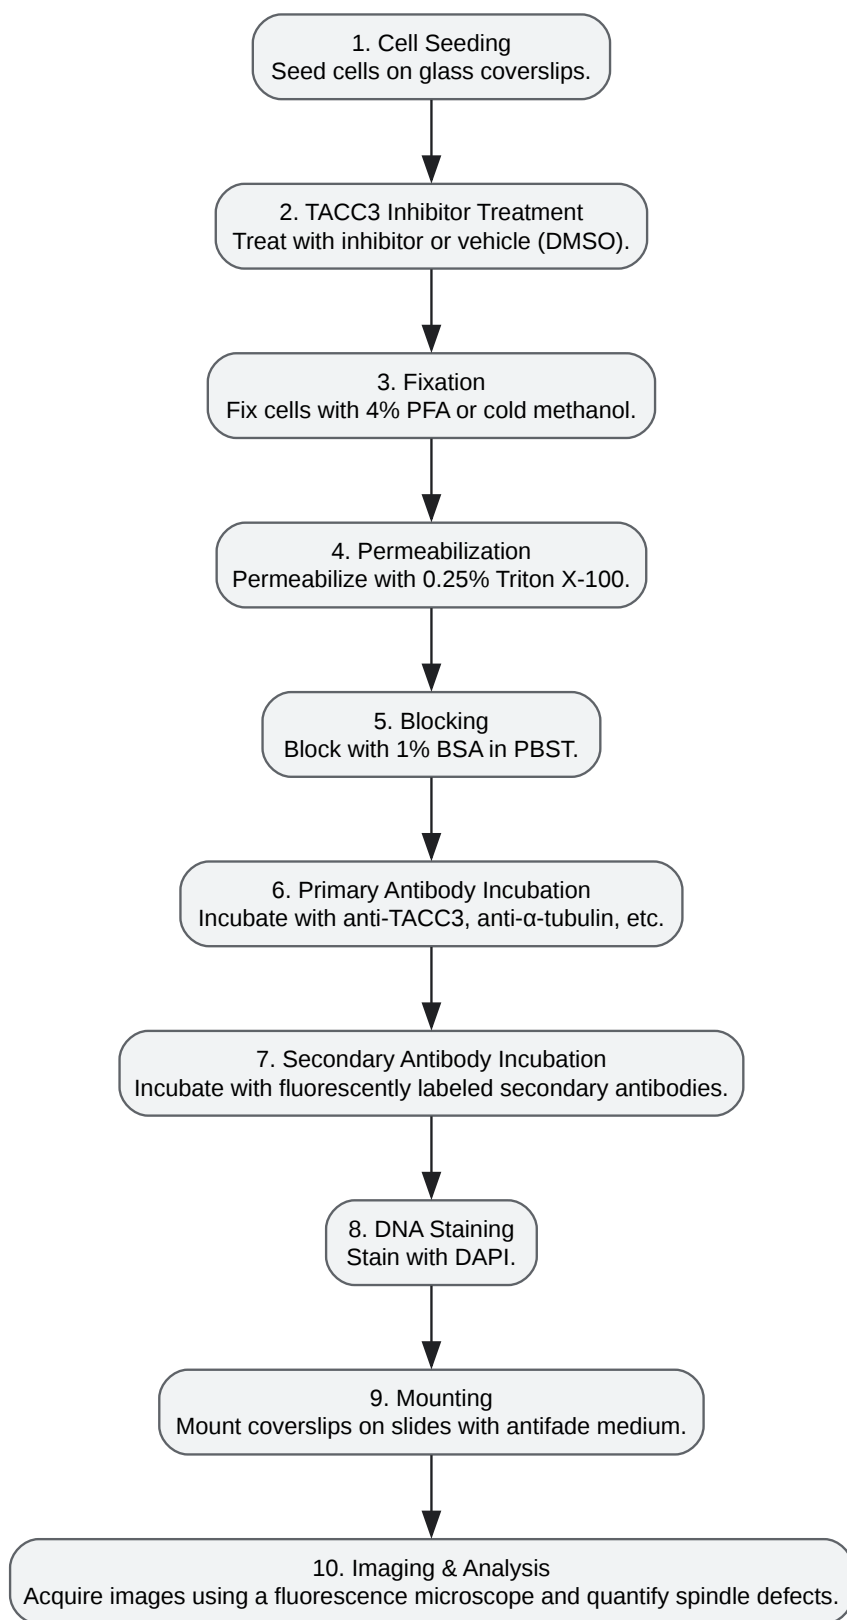 1. Cell Seeding
Seed cells on glass coverslips.
2. TACC3 Inhibitor Treatment
Treat with inhibitor or vehicle (DMSO).
3. Fixation
Fix cells with 4% PFA or cold methanol.
4. Permeabilization
Permeabilize with 0.25% Triton X-100.
5. Blocking
Block with 1% BSA in PBST.
6. Primary Antibody Incubation
Incubate with anti-TACC3, anti-α-tubulin, etc.
7. Secondary Antibody Incubation
Incubate with fluorescently labeled secondary antibodies.
8. DNA Staining
Stain with DAPI.
9. Mounting
Mount coverslips on slides with antifade medium.
10. Imaging & Analysis
Acquire images using a fluorescence microscope and quantify spindle defects.